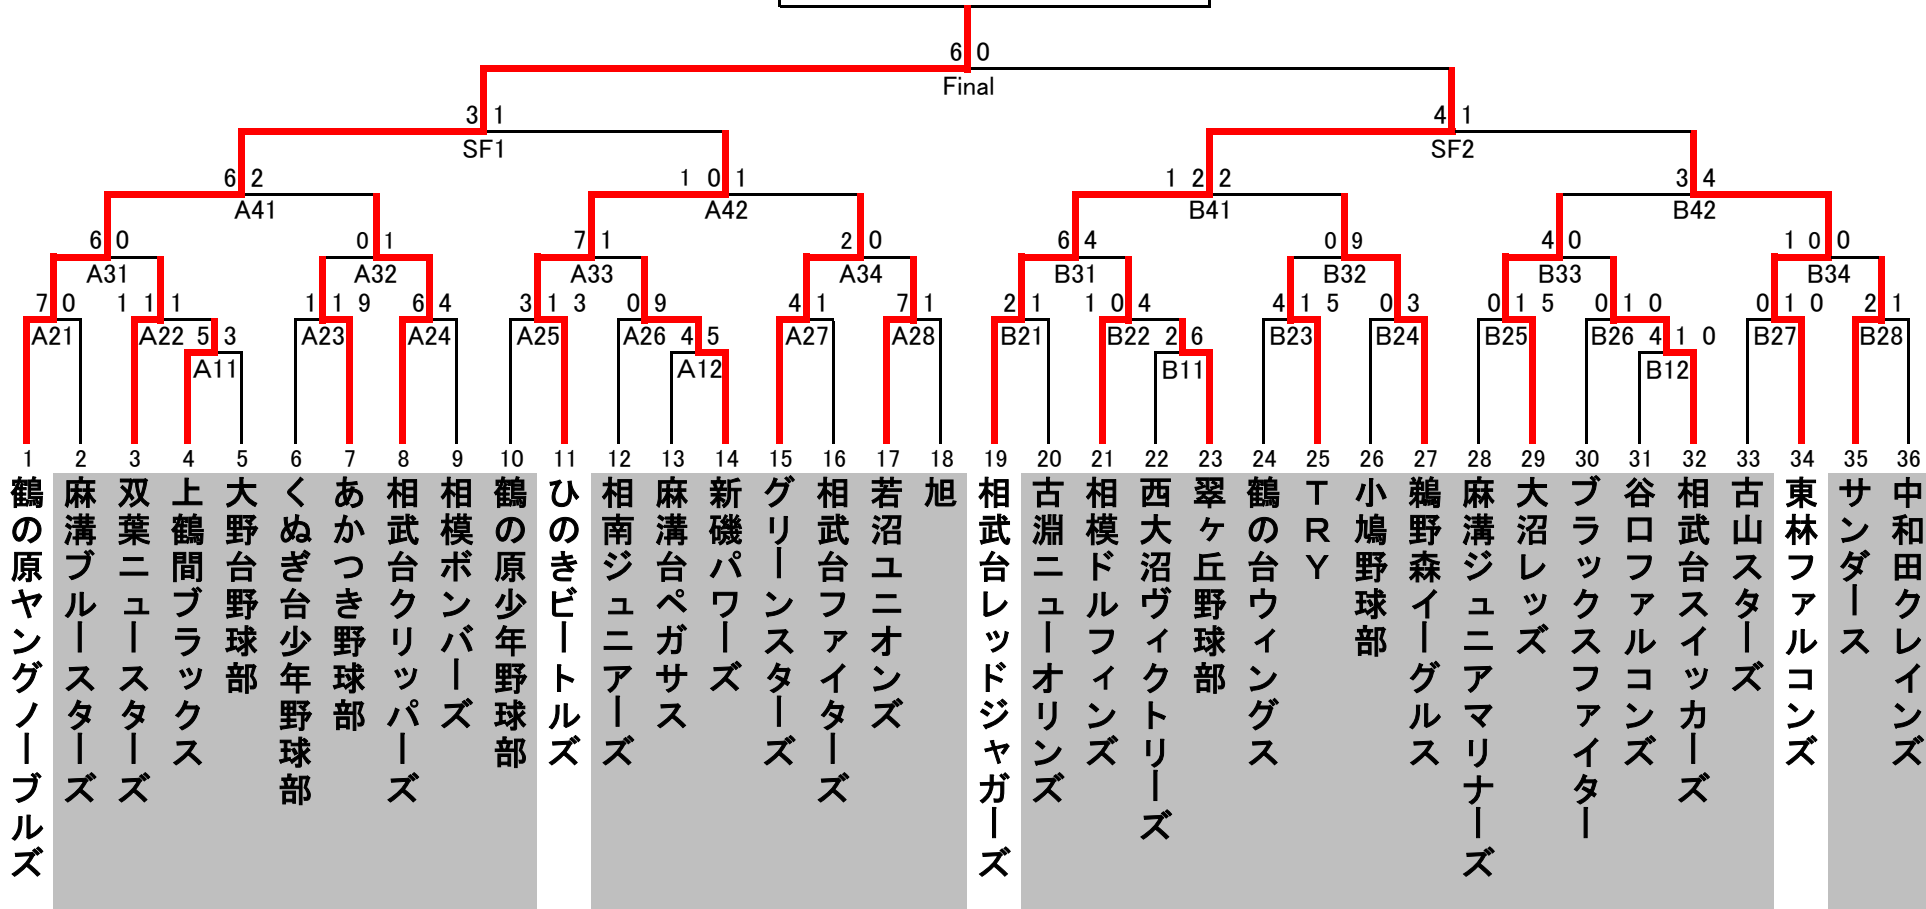 6 0
Final
3 1
4 1
SF1
SF2
6 2
1 0 1
1 2 2
3 4
A41
A42
B41
B42
6 0
0 1
7 1
2 0
6 4
0 9
4 0
1 0 0
A31
A32
A33
A34
B31
B32
B33
B34
7 0
1 1 1
1 1 9
6 4
3 1 3
0 9
4 1
7 1
2 1
1 0 4
4 1 5
0 3
0 1 5
0 1 0
0 1 0
2 1
A21
A22
5 3
A23
A24
A25
A26
4 5
A27
A28
B21
B22
2 6
B23
B24
B25
B26
4 1 0
B27
B28
A11
A12
B11
B12
1 2 3 4 5 6 7 8 9 10 11 12 13 14 15 16 17 18 19 20 21 22 23 24 25 26 27 28 29 30 31 32 33 34 35 36
鶴の原ヤングノーブルズ
麻溝ブルースターズ
双葉ニュースターズ
上鶴間ブラックス
大野台野球部
くぬぎ台少年野球部
あかつき野球部
相武台クリッパーズ
相模ボンバーズ
鶴の原少年野球部
ひのきビートルズ
相南ジュニアーズ
麻溝台ペガサス
新磯パワーズ
グリーンスターズ
相武台ファイターズ
若沼ユニオンズ
旭
相武台レッドジャガーズ
古淵ニューオリンズ
相模ドルフィンズ
西大沼ヴィクトリーズ
翠ヶ丘野球部
鶴の台ウィングス
ＴＲＹ
小鳩野球部
鵜野森イーグルス
麻溝ジュニアマリナーズ
大沼レッズ
ブラックスファイター
谷口ファルコンズ
相武台スイッカーズ
古山スターズ
東林ファルコンズ
サンダース
中和田クレインズ